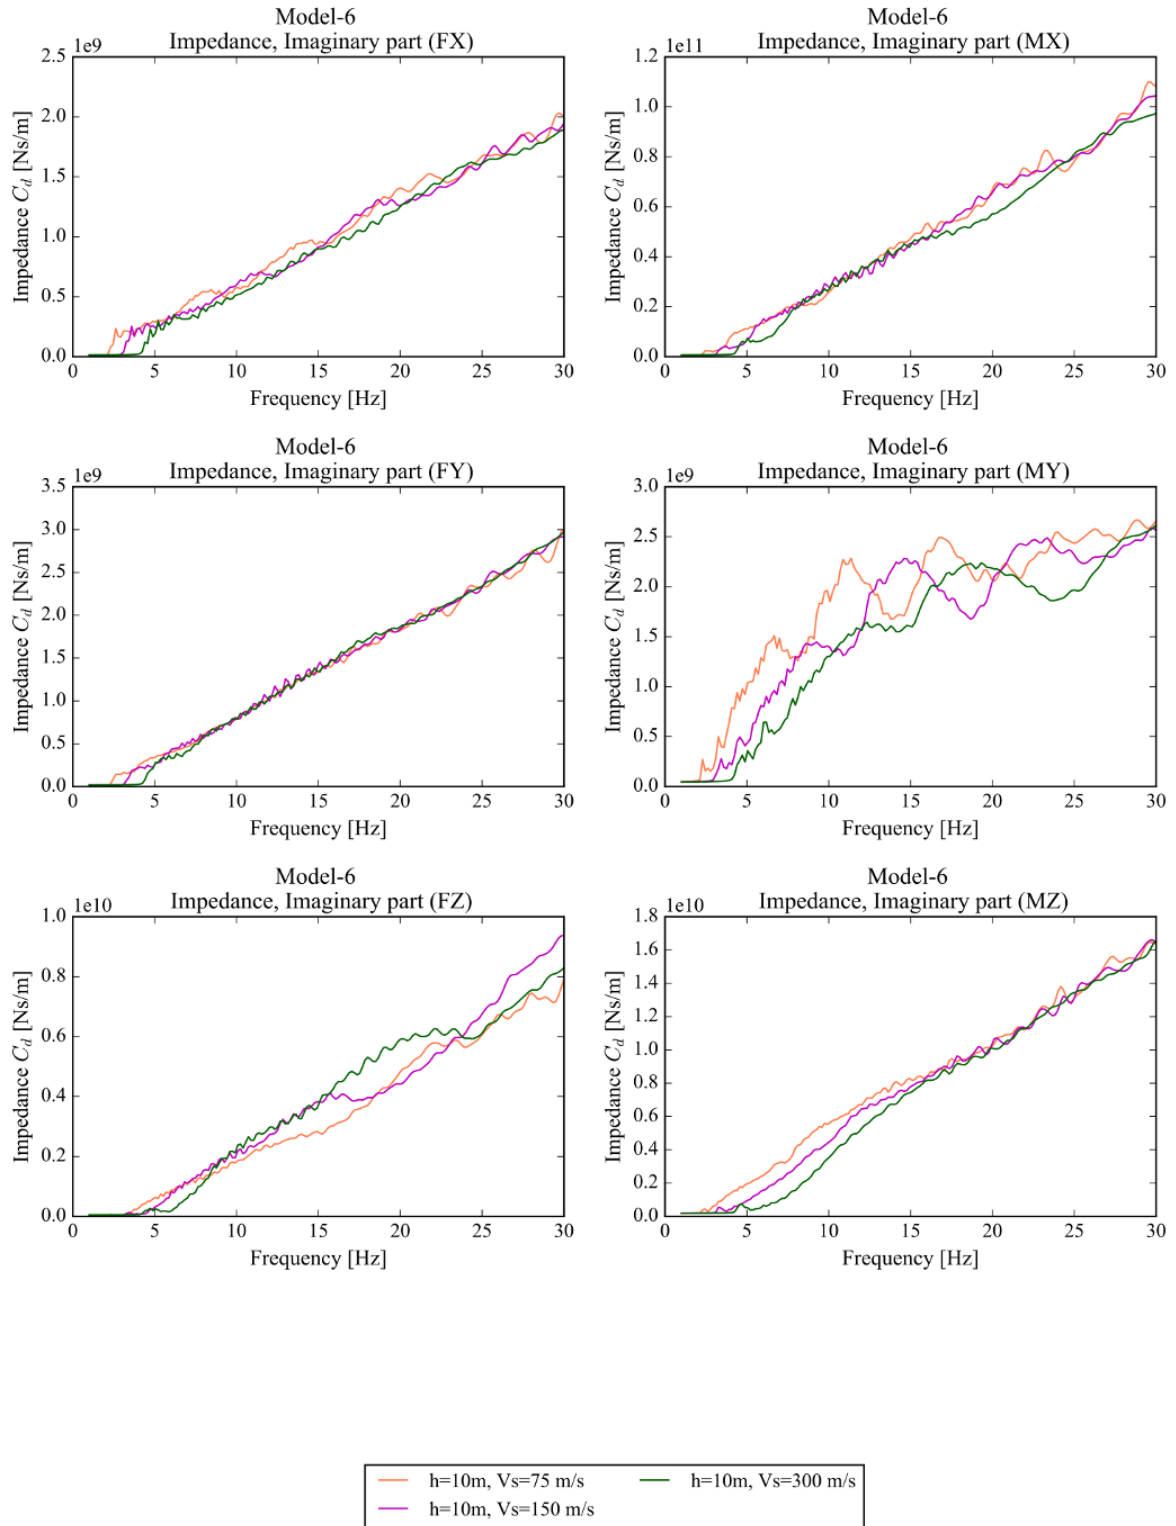 Model-6
Impedance, Imaginary part (FX)
1e9
2.5
2.0
1.5
1.0
0.5
0.0
0 5 10 15 20 25 30
Impedance C_d [Ns/m]
Frequency [Hz]
Model-6
Impedance, Imaginary part (MX)
1e11
1.2
1.0
0.8
0.6
0.4
0.2
0.0
0 5 10 15 20 25 30
Impedance C_d [Ns/m]
Frequency [Hz]
Model-6
Impedance, Imaginary part (FY)
1e9
3.5
3.0
2.5
2.0
1.5
1.0
0.5
0.0
0 5 10 15 20 25 30
Impedance C_d [Ns/m]
Frequency [Hz]
Model-6
Impedance, Imaginary part (MY)
1e9
3.0
2.5
2.0
1.5
1.0
0.5
0.0
0 5 10 15 20 25 30
Impedance C_d [Ns/m]
Frequency [Hz]
Model-6
Impedance, Imaginary part (FZ)
1e10
1.0
0.8
0.6
0.4
0.2
0.0
0 5 10 15 20 25 30
Impedance C_d [Ns/m]
Frequency [Hz]
Model-6
Impedance, Imaginary part (MZ)
1e10
1.8
1.6
1.4
1.2
1.0
0.8
0.6
0.4
0.2
0.0
0 5 10 15 20 25 30
Impedance C_d [Ns/m]
Frequency [Hz]
h=10m, Vs=75 m/s
h=10m, Vs=150 m/s
h=10m, Vs=300 m/s